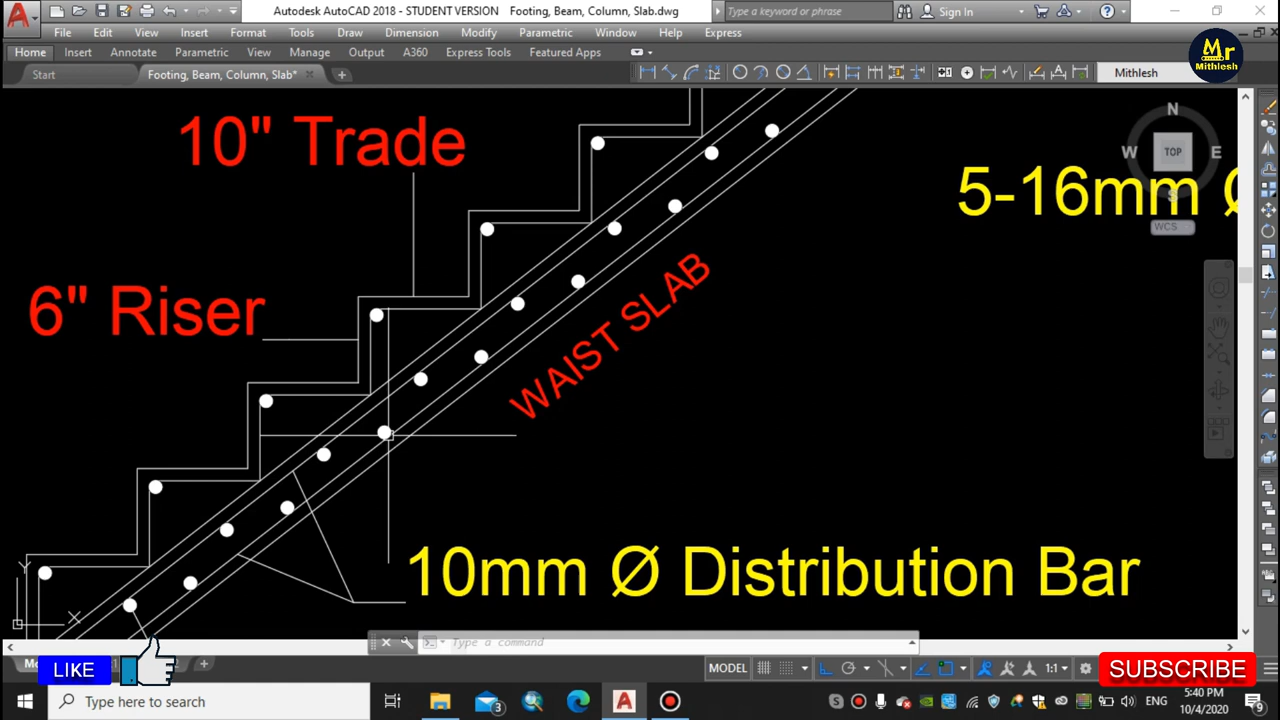 Autodesk AutoCAD 2018 - STUDENT VERSION Footing, Beam, Column, Slab.dwg
Type a keyword or phrase
Sign In
File Edit View Insert Format Tools Draw Dimension Modify Parametric Window Help Express
Home Insert Annotate Parametric View Manage Output A360 Express Tools Featured Apps
Mr
Mithlesh
Start
Footing, Beam, Column, Slab*
Mithlesh
10" Trade
N
W TOP E
S
WCS
5-16mm Ø
6" Riser
WAIST SLAB
10mm Ø Distribution Bar
Y
X
Type a command
LIKE
MODEL
1:1
SUBSCRIBE
Type here to search
3
ENG
5:40 PM
10/4/2020
9